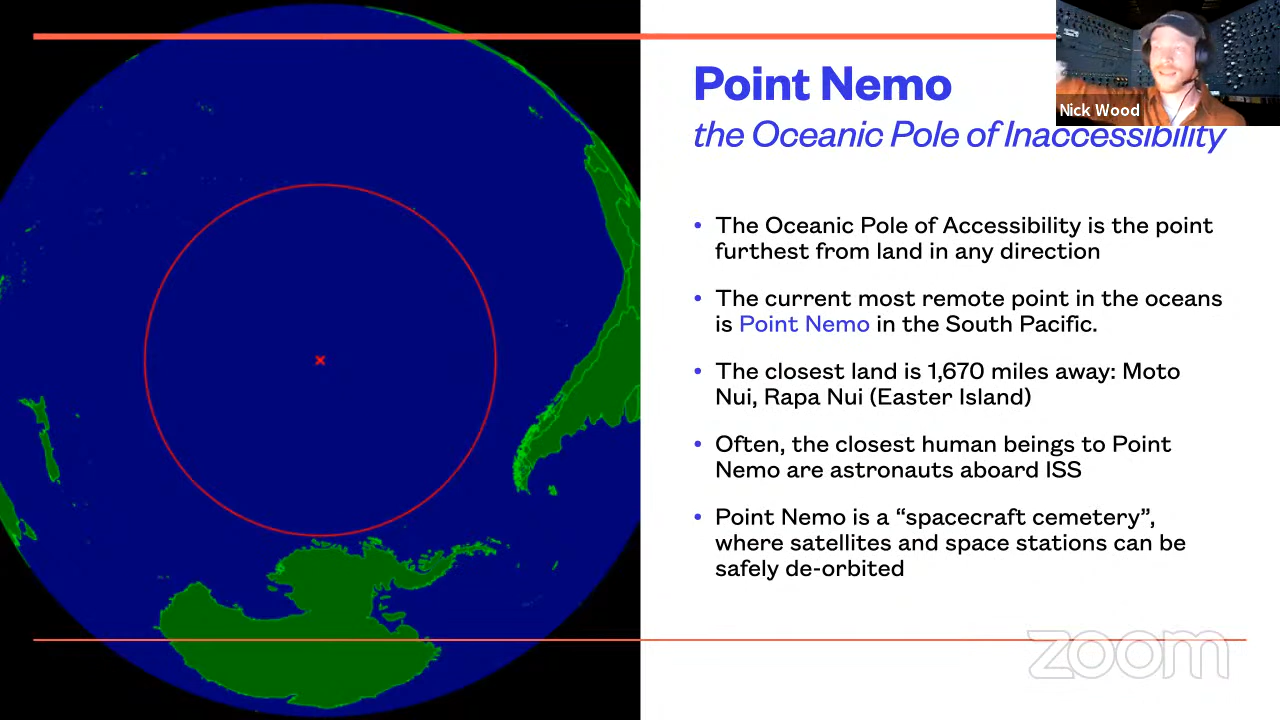 Point Nemo
the Oceanic Pole of Inaccessibility
Nick Wood
• The Oceanic Pole of Accessibility is the point
furthest from land in any direction
• The current most remote point in the oceans
is Point Nemo in the South Pacific.
• The closest land is 1,670 miles away: Moto
Nui, Rapa Nui (Easter Island)
• Often, the closest human beings to Point
Nemo are astronauts aboard ISS
• Point Nemo is a “spacecraft cemetery”,
where satellites and space stations can be
safely de-orbited
zoom